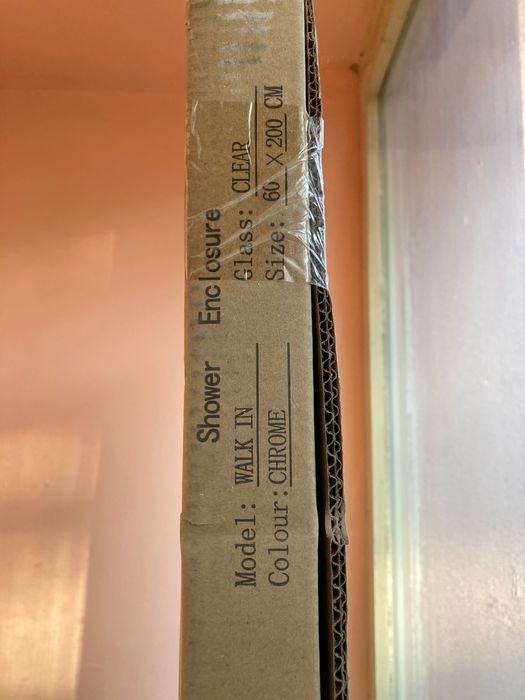 Shower Enclosure
Model: WALK IN Glass: CLEAR
Colour: CHROME Size: 60 × 200 CM